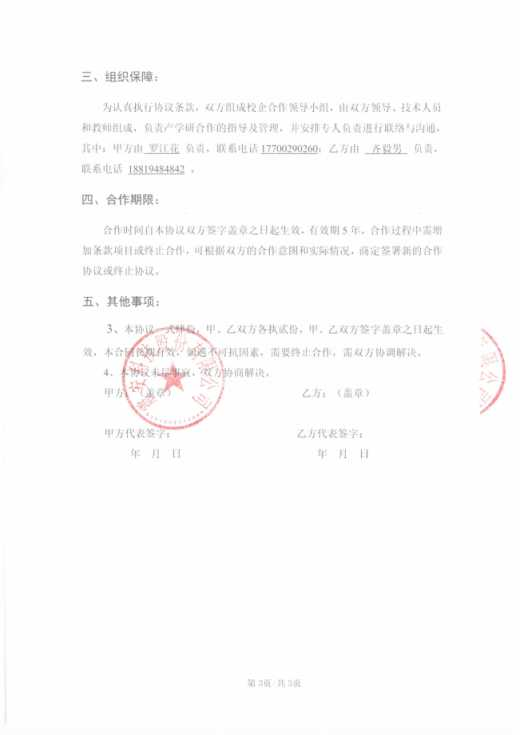 三、组织保障：
为认真执行协议条款，双方组成校企合作领导小组，由双方领导、技术人员
和教师组成，负责产学研合作的指导及管理，并安排专人负责进行联络与沟通，
其中：甲方由 罗江花 负责，联系电话 17700290260；乙方由 齐毅男 负责，
联系电话 18819484842 。
四、合作期限：
合作时间自本协议双方签字盖章之日起生效，有效期 5 年。合作过程中需增
加条款项目或终止合作，可根据双方的合作意图和实际情况，商定签署新的合作
协议或终止协议。
五、其他事项：
3、本协议一式肆份，甲、乙双方各执贰份，甲、乙双方签字盖章之日起生
效，本合同长期有效，如遇不可抗因素，需要终止合作，需双方协调解决。
4、本协议未尽事宜，双方协商解决。
甲方：（盖章） 乙方：（盖章）
股份有限公司
限公司
甲方代表签字： 乙方代表签字：
年 月 日 年 月 日
第 3页 / 共 3页